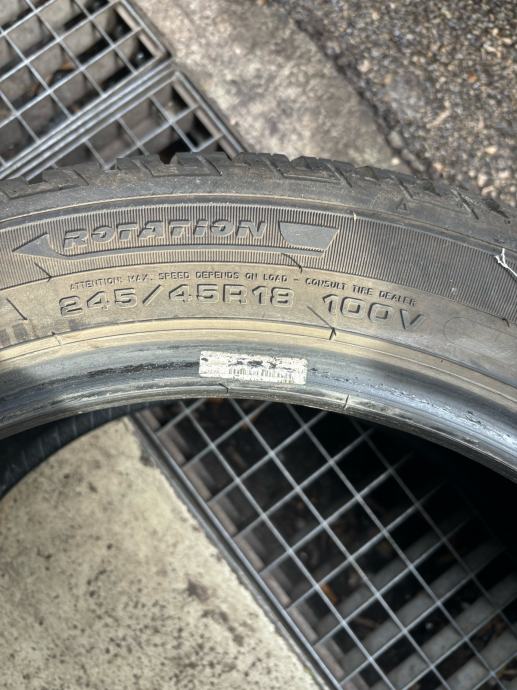 ROTATION
ATTENTION: MAX. SPEED DEPENDS ON LOAD - CONSULT TIRE DEALER
245/45R18 100V